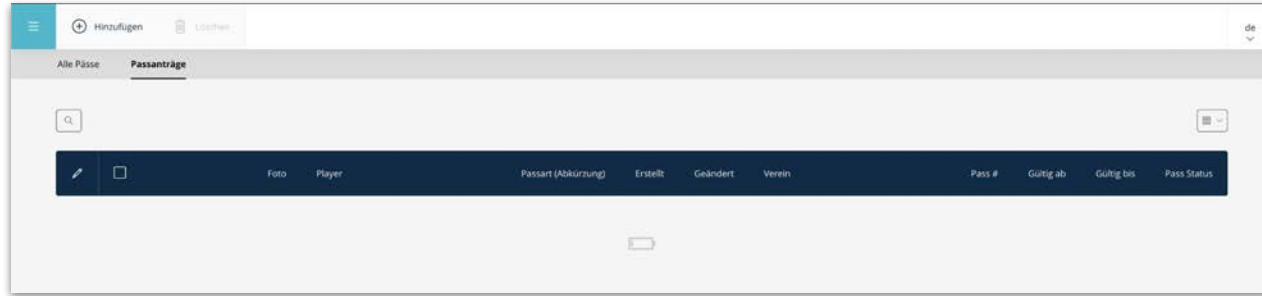 Hinzufügen Löschen de
Alle Pässe Passanträge
Foto Player Passart (Abkürzung) Erstellt Geändert Verein Pass # Gültig ab Gültig bis Pass Status